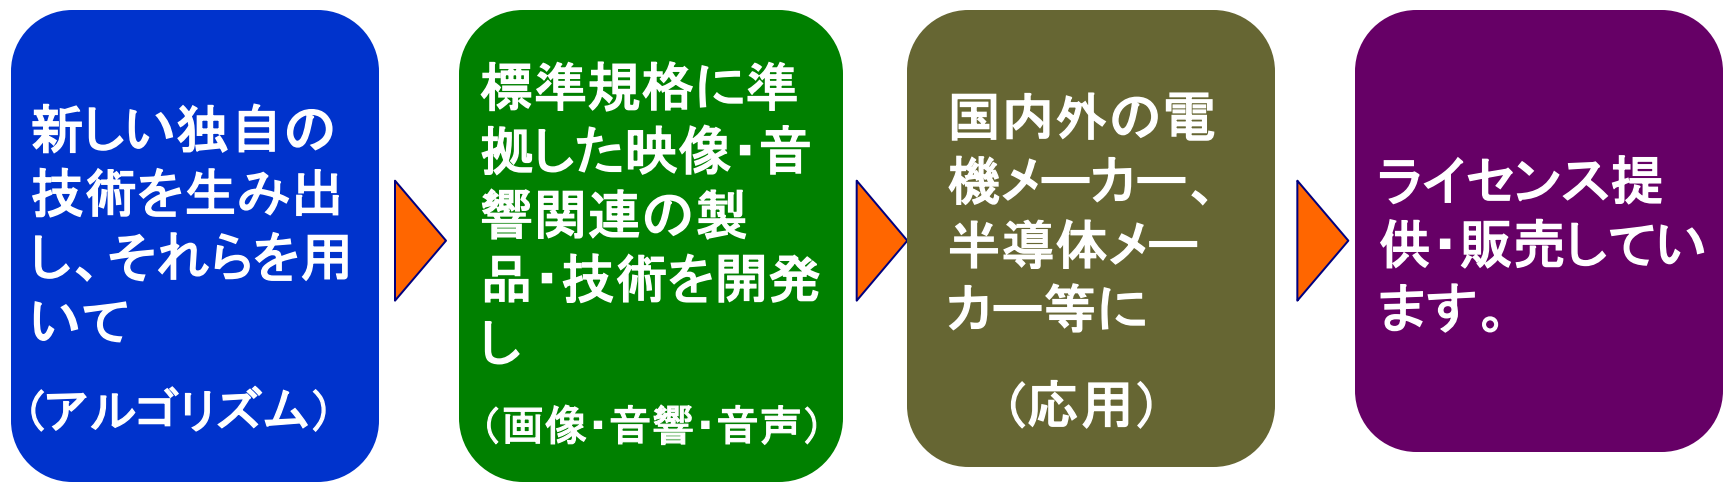 新しい独自の
技術を生み出
し、それらを用
いて
（アルゴリズム）
標準規格に準
拠した映像・音
響関連の製
品・技術を開発
し
（画像・音響・音声）
国内外の電
機メーカー、
半導体メー
カー等に
（応用）
ライセンス提
供・販売してい
ます。